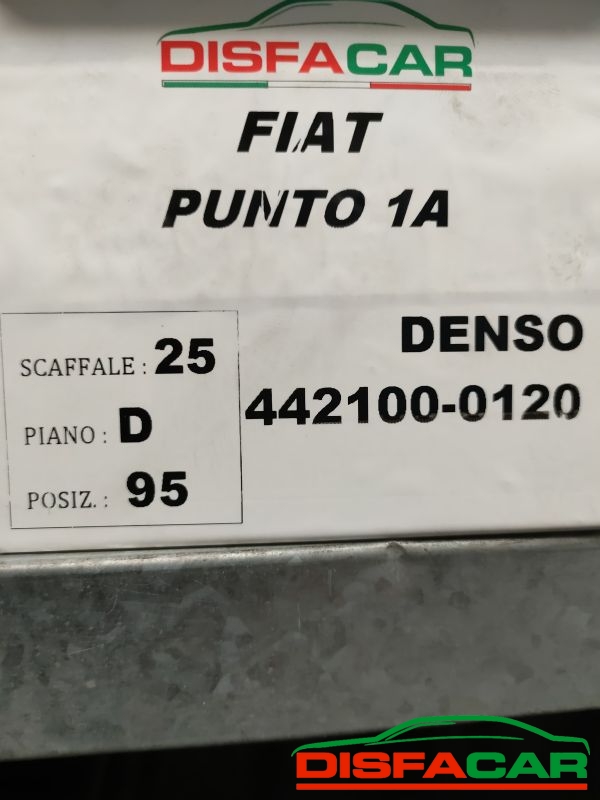 DISFACAR
FIAT
PUNTO 1A
SCAFFALE : 25
PIANO : D
POSIZ. : 95
DENSO
442100-0120
DISFACAR